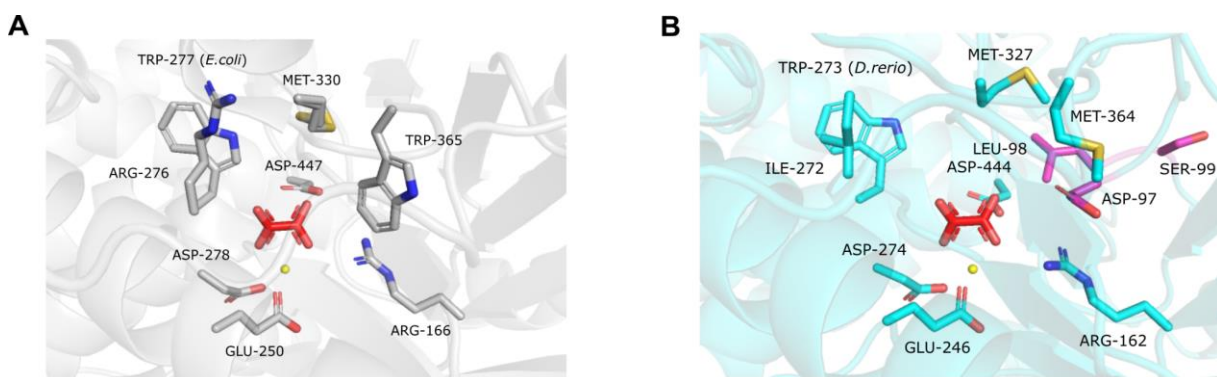 A
TRP-277 (E.coli)
MET-330
TRP-365
ASP-447
ARG-276
ASP-278
ARG-166
GLU-250
B
MET-327
TRP-273 (D.rerio)
MET-364
LEU-98
ASP-444
SER-99
ILE-272
ASP-97
ASP-274
GLU-246
ARG-162